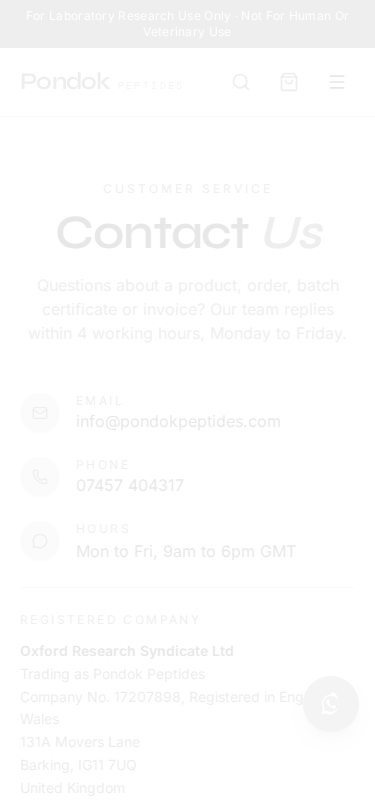 For Laboratory Research Use Only · Not For Human Or
Veterinary Use
Pondok PEPTIDES
CUSTOMER SERVICE
Contact Us
Questions about a product, order, batch
certificate or invoice? Our team replies
within 4 working hours, Monday to Friday.
EMAIL
info@pondokpeptides.com
PHONE
07457 404317
HOURS
Mon to Fri, 9am to 6pm GMT
REGISTERED COMPANY
Oxford Research Syndicate Ltd
Trading as Pondok Peptides
Company No. 17207898, Registered in Eng
Wales
131A Movers Lane
Barking, IG11 7UQ
United Kingdom